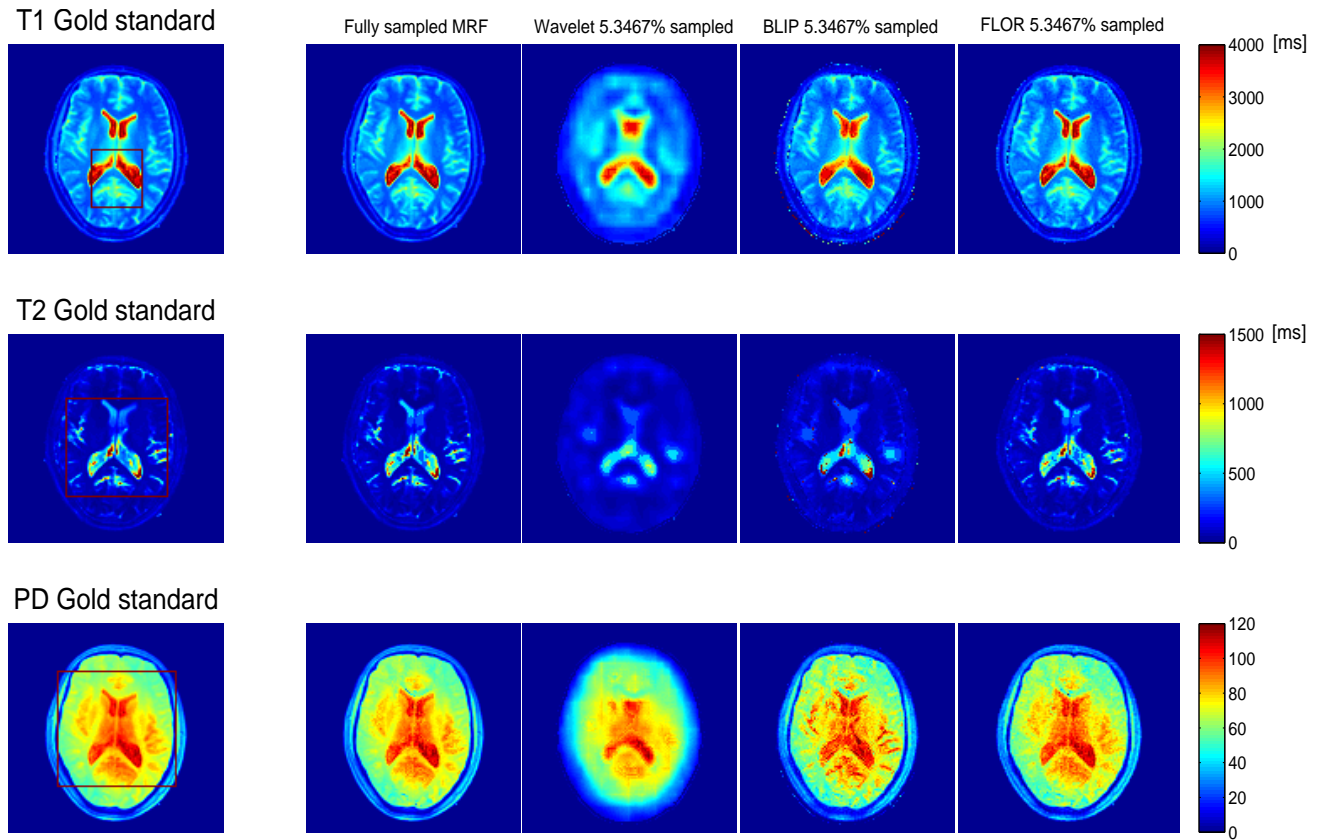 T1 Gold standard
Fully sampled MRF
Wavelet 5.3467% sampled
BLIP 5.3467% sampled
FLOR 5.3467% sampled
4000 [ms]
3000
2000
1000
0
T2 Gold standard
1500 [ms]
1000
500
0
PD Gold standard
120
100
80
60
40
20
0